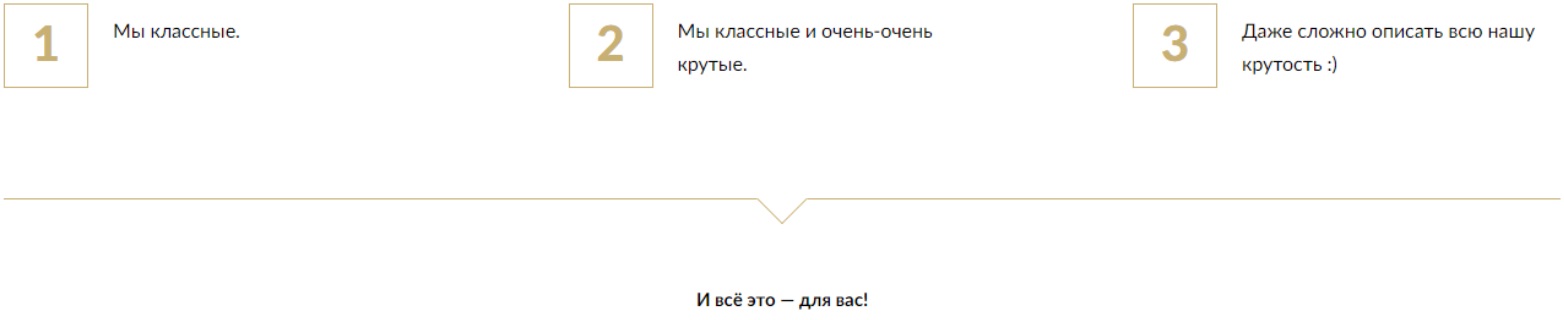 1
Мы классные.
2
Мы классные и очень-очень
крутые.
3
Даже сложно описать всю нашу
крутость :)
И всё это — для вас!